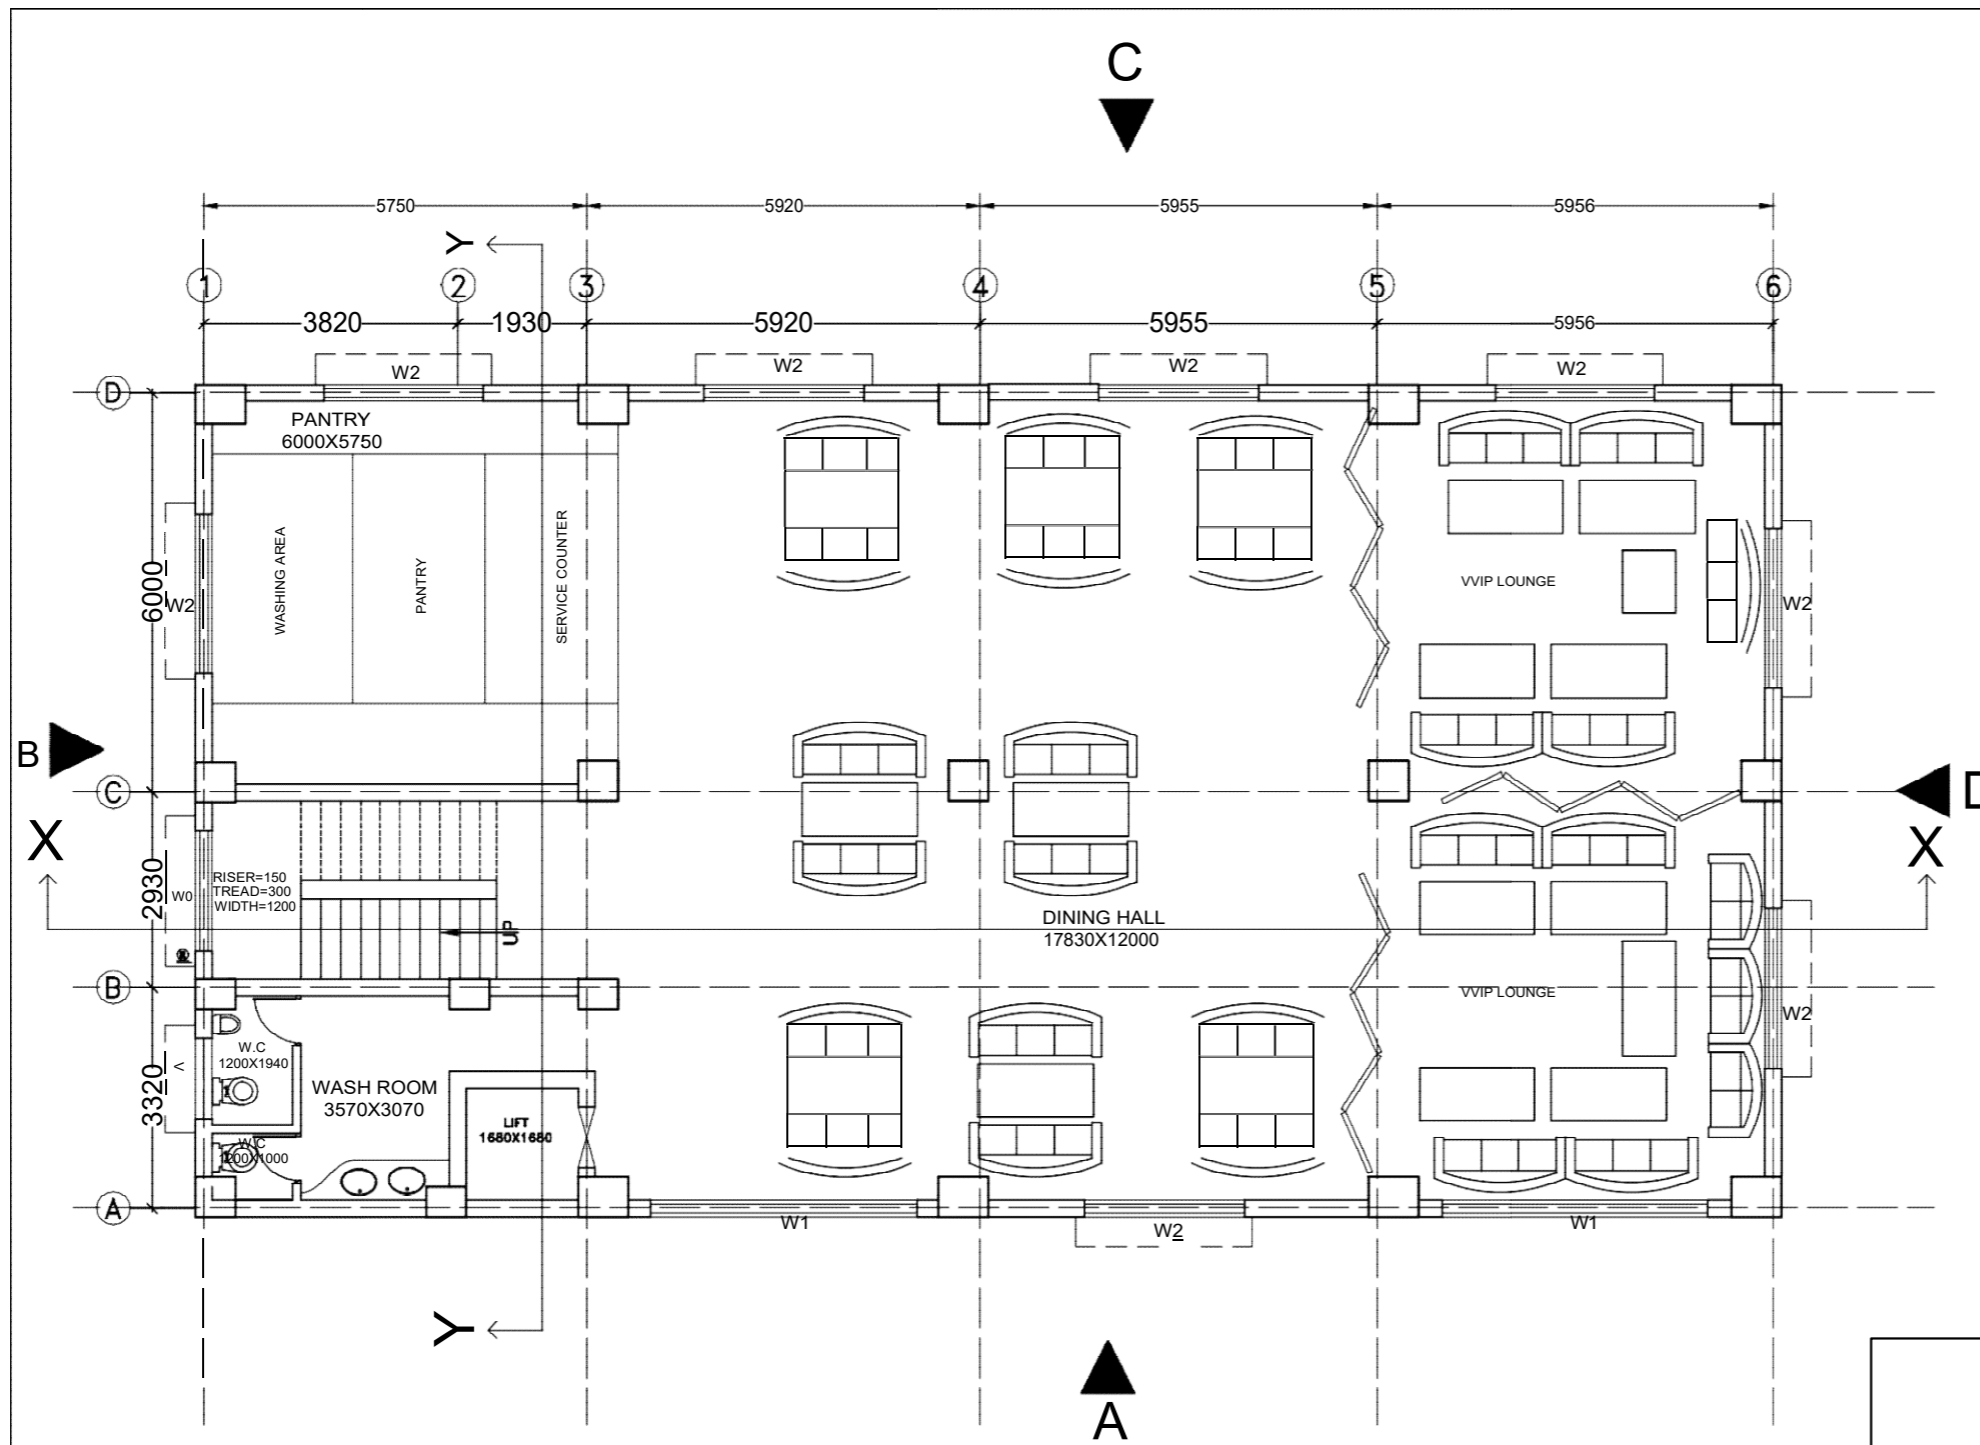 C
5750 5920 5955 5956
Y
1 2 3 4 5 6
3820 1930 5920 5955 5956
W2 W2 W2 W2
D
PANTRY
6000X5750
WASHING AREA
PANTRY
SERVICE COUNTER
6000
W2
VVIP LOUNGE
W2
B
C
D
X
X
2930
W0
RISER=150
TREAD=300
WIDTH=1200
UP
DINING HALL
17830X12000
B
VVIP LOUNGE
W2
3320
V
W.C
1200X1940
WASH ROOM
3570X3070
LIFT
1680X1680
W.C
1200X1000
A
W1
W2
W1
Y
A